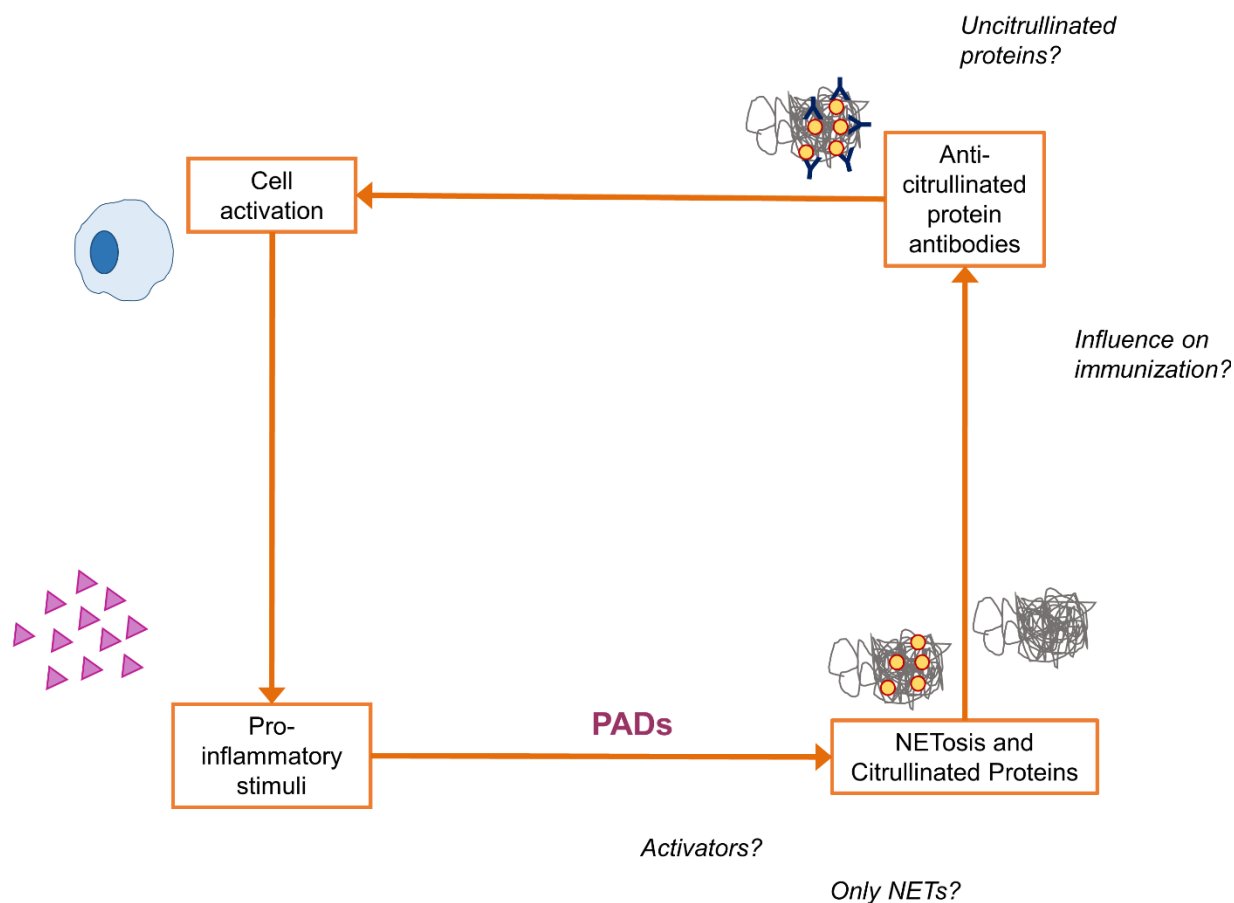 Uncitrullinated
proteins?
Cell
activation
Anti-
citrullinated
protein
antibodies
Influence on
immunization?
Pro-
inflammatory
stimuli
PADs
NETosis and
Citrullinated Proteins
Activators?
Only NETs?